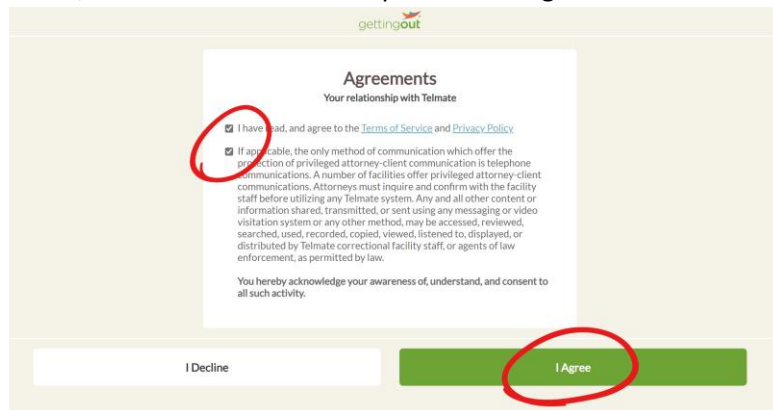 gettingout
Agreements
Your relationship with Telmate
I have read, and agree to the Terms of Service and Privacy Policy
If applicable, the only method of communication which offer the
protection of privileged attorney-client communication is telephone
communications. A number of facilities offer privileged attorney-client
communications. Attorneys must inquire and confirm with the facility
staff before utilizing any Telmate system. Any and all other content or
information shared, transmitted, or sent using any messaging or video
visitation system or any other method, may be accessed, reviewed,
searched, used, recorded, copied, viewed, listened to, displayed, or
distributed by Telmate correctional facility staff, or agents of law
enforcement, as permitted by law.
You hereby acknowledge your awareness of, understand, and consent to
all such activity.
I Decline
I Agree